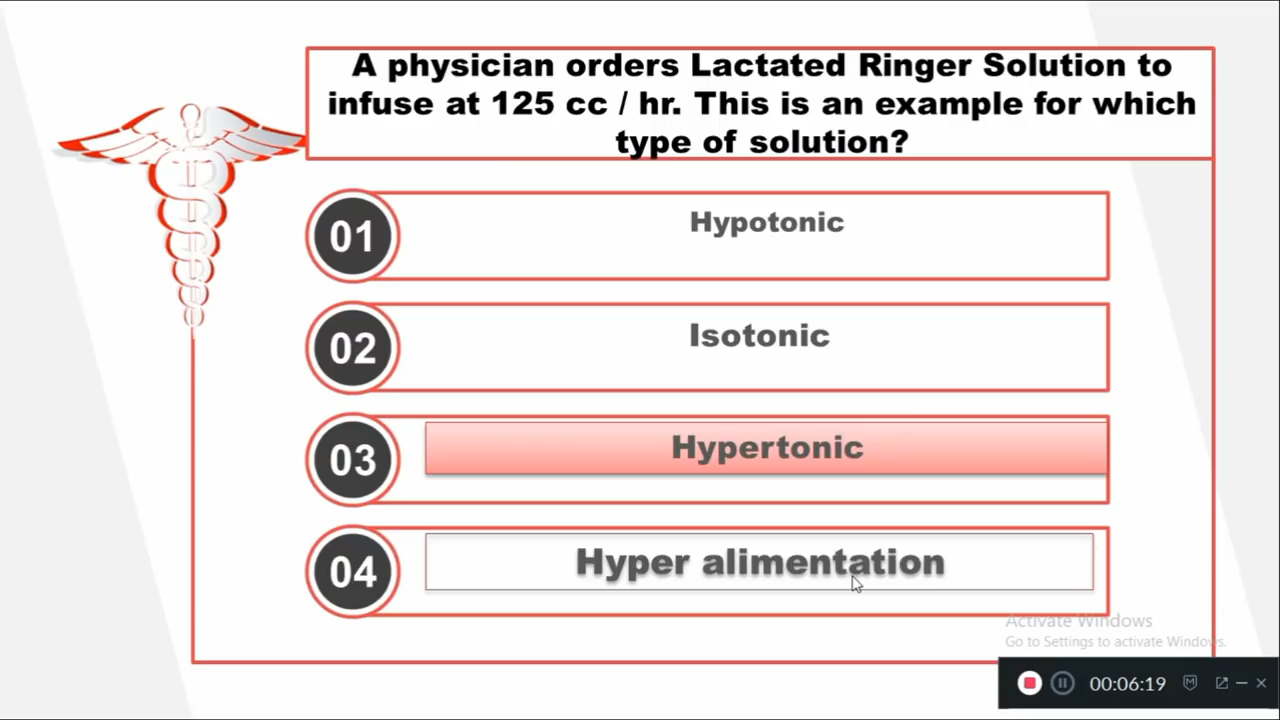 A physician orders Lactated Ringer Solution to
infuse at 125 cc / hr. This is an example for which
type of solution?
01
Hypotonic
02
Isotonic
03
Hypertonic
04
Hyper alimentation
Activate Windows
Go to Settings to activate Windows.
00:06:19